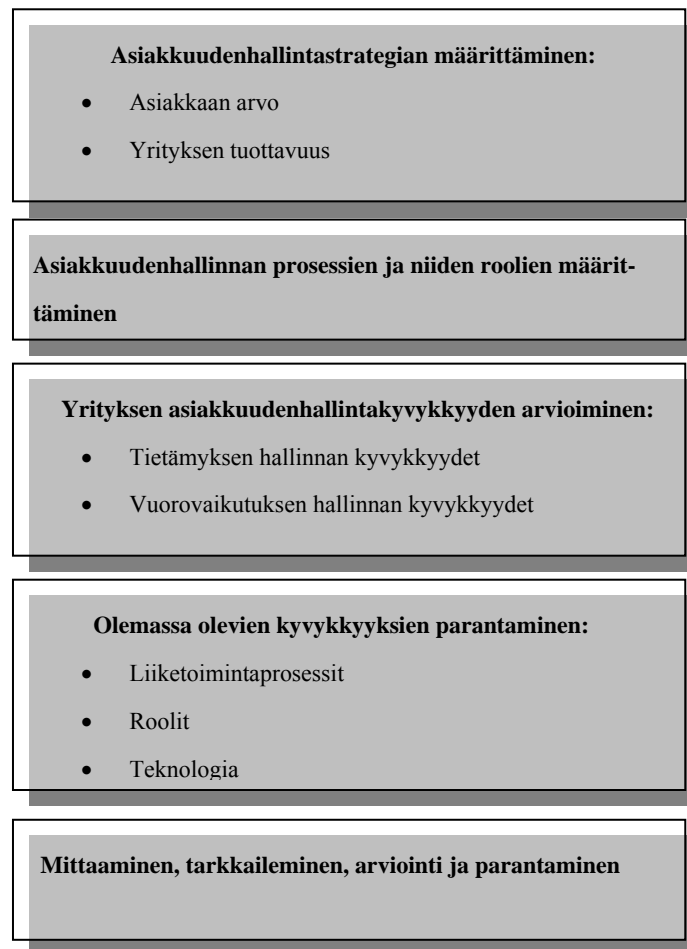 Asiakkuudenhallintastrategian määrittäminen:
• Asiakkaan arvo
• Yrityksen tuottavuus
Asiakkuudenhallinnan prosessien ja niiden roolien määrit-
täminen
Yrityksen asiakkuudenhallintakyvykkyyden arvioiminen:
• Tietämyksen hallinnan kyvykkyydet
• Vuorovaikutuksen hallinnan kyvykkyydet
Olemassa olevien kyvykkyyksien parantaminen:
• Liiketoimintaprosessit
• Roolit
• Teknologia
Mittaaminen, tarkkaileminen, arviointi ja parantaminen